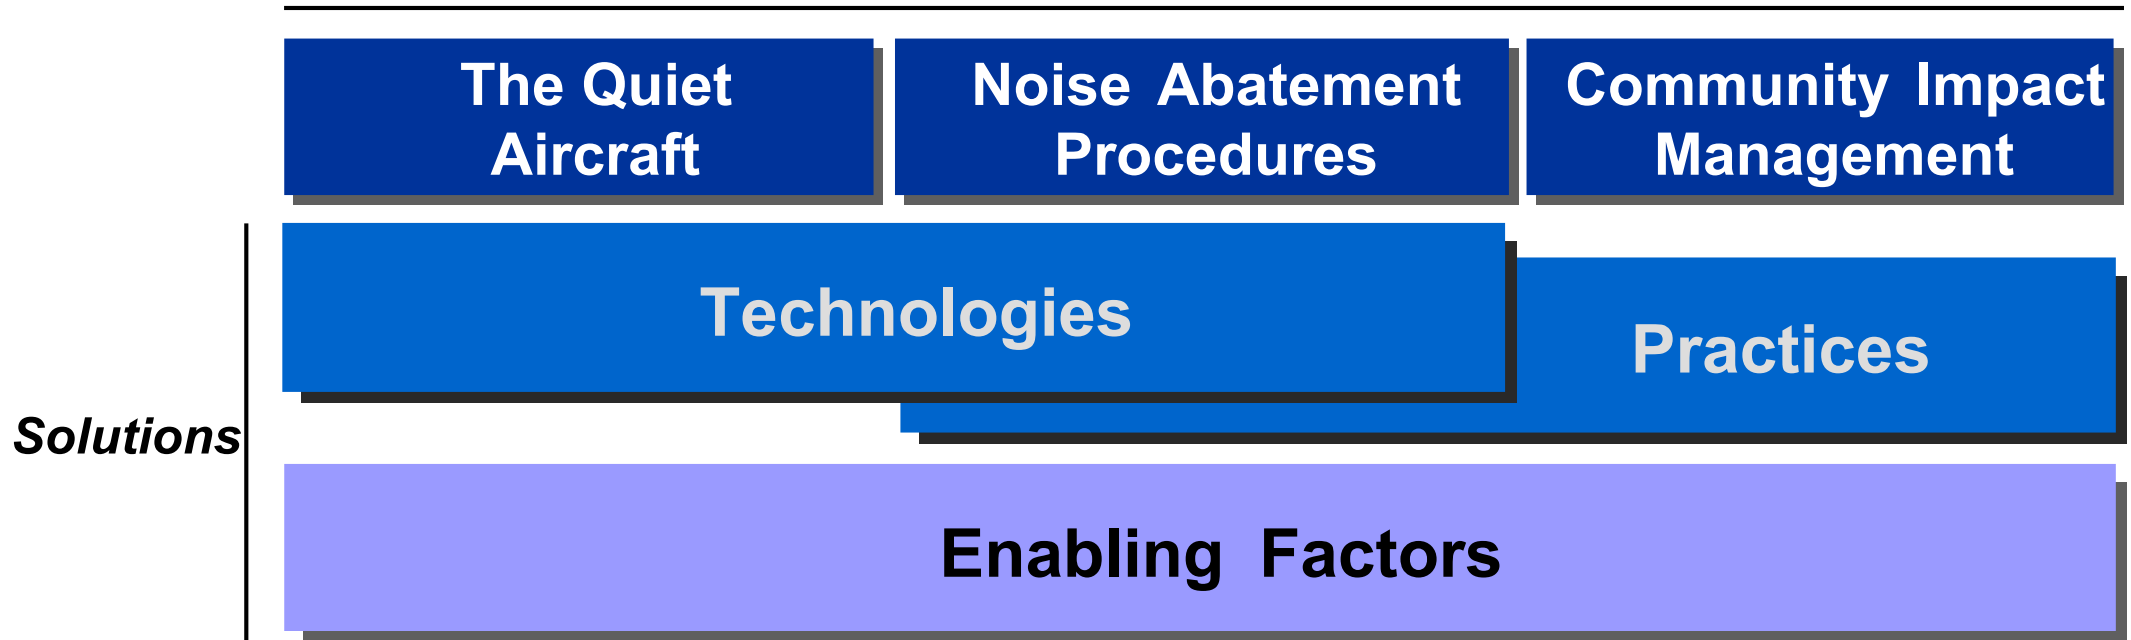 The Quiet
Aircraft
Noise Abatement
Procedures
Community Impact
Management
Technologies
Practices
Solutions
Enabling Factors